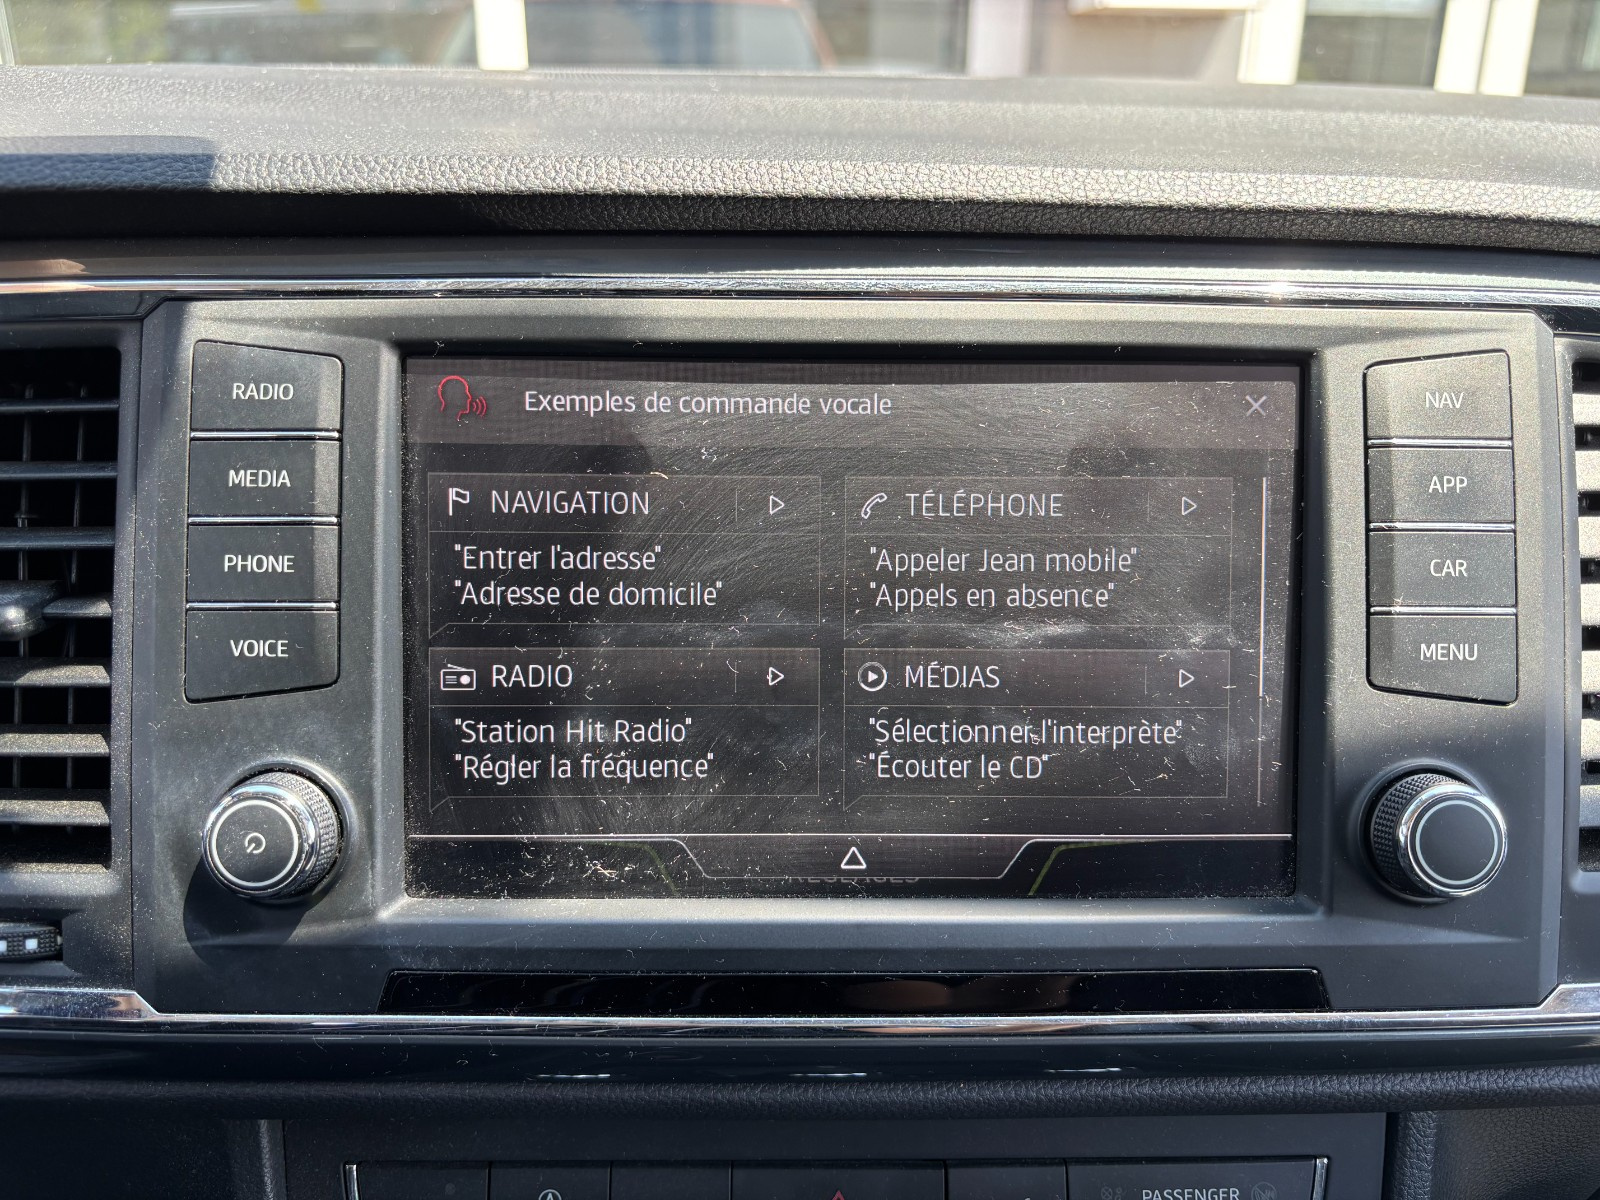 RADIO
MEDIA
PHONE
VOICE
Exemples de commande vocale
NAVIGATION
"Entrer l'adresse"
"Adresse de domicile"
TÉLÉPHONE
"Appeler Jean mobile"
"Appels en absence"
RADIO
"Station Hit Radio"
"Régler la fréquence"
MÉDIAS
"Sélectionner l'interprète"
"Écouter le CD"
RÉGLAGES
NAV
APP
CAR
MENU
PASSENGER